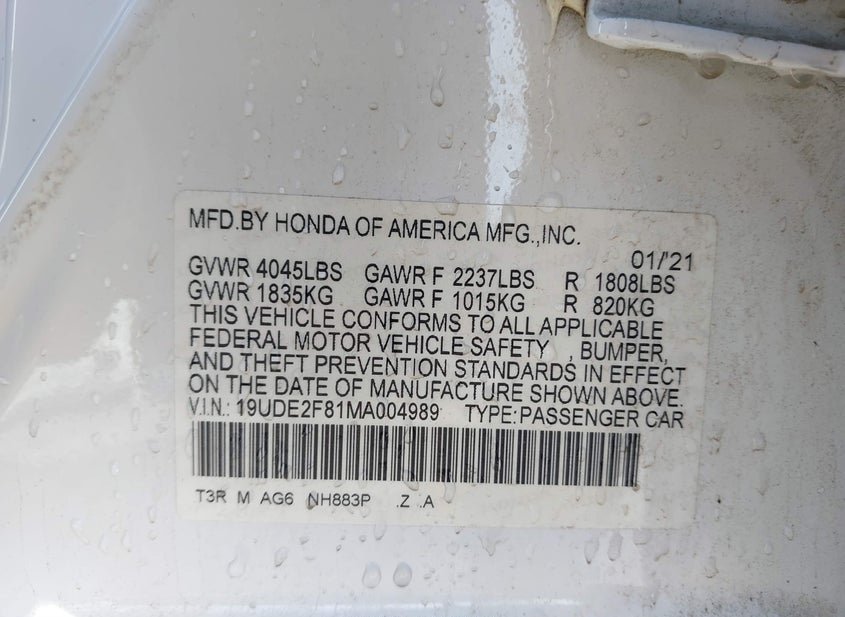 MFD.BY HONDA OF AMERICA MFG.,INC.
01/'21
GVWR 4045LBS GAWR F 2237LBS R 1808LBS
GVWR 1835KG GAWR F 1015KG R 820KG
THIS VEHICLE CONFORMS TO ALL APPLICABLE
FEDERAL MOTOR VEHICLE SAFETY , BUMPER,
AND THEFT PREVENTION STANDARDS IN EFFECT
ON THE DATE OF MANUFACTURE SHOWN ABOVE.
V.I.N.: 19UDE2F81MA004989 TYPE:PASSENGER CAR
T3R M AG6 NH883P .Z .A